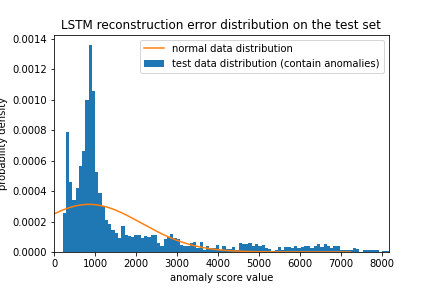 LSTM reconstruction error distribution on the test set
normal data distribution
test data distribution (contain anomalies)
probability density
0.0014
0.0012
0.0010
0.0008
0.0006
0.0004
0.0002
0.0000
0 1000 2000 3000 4000 5000 6000 7000 8000
anomaly score value